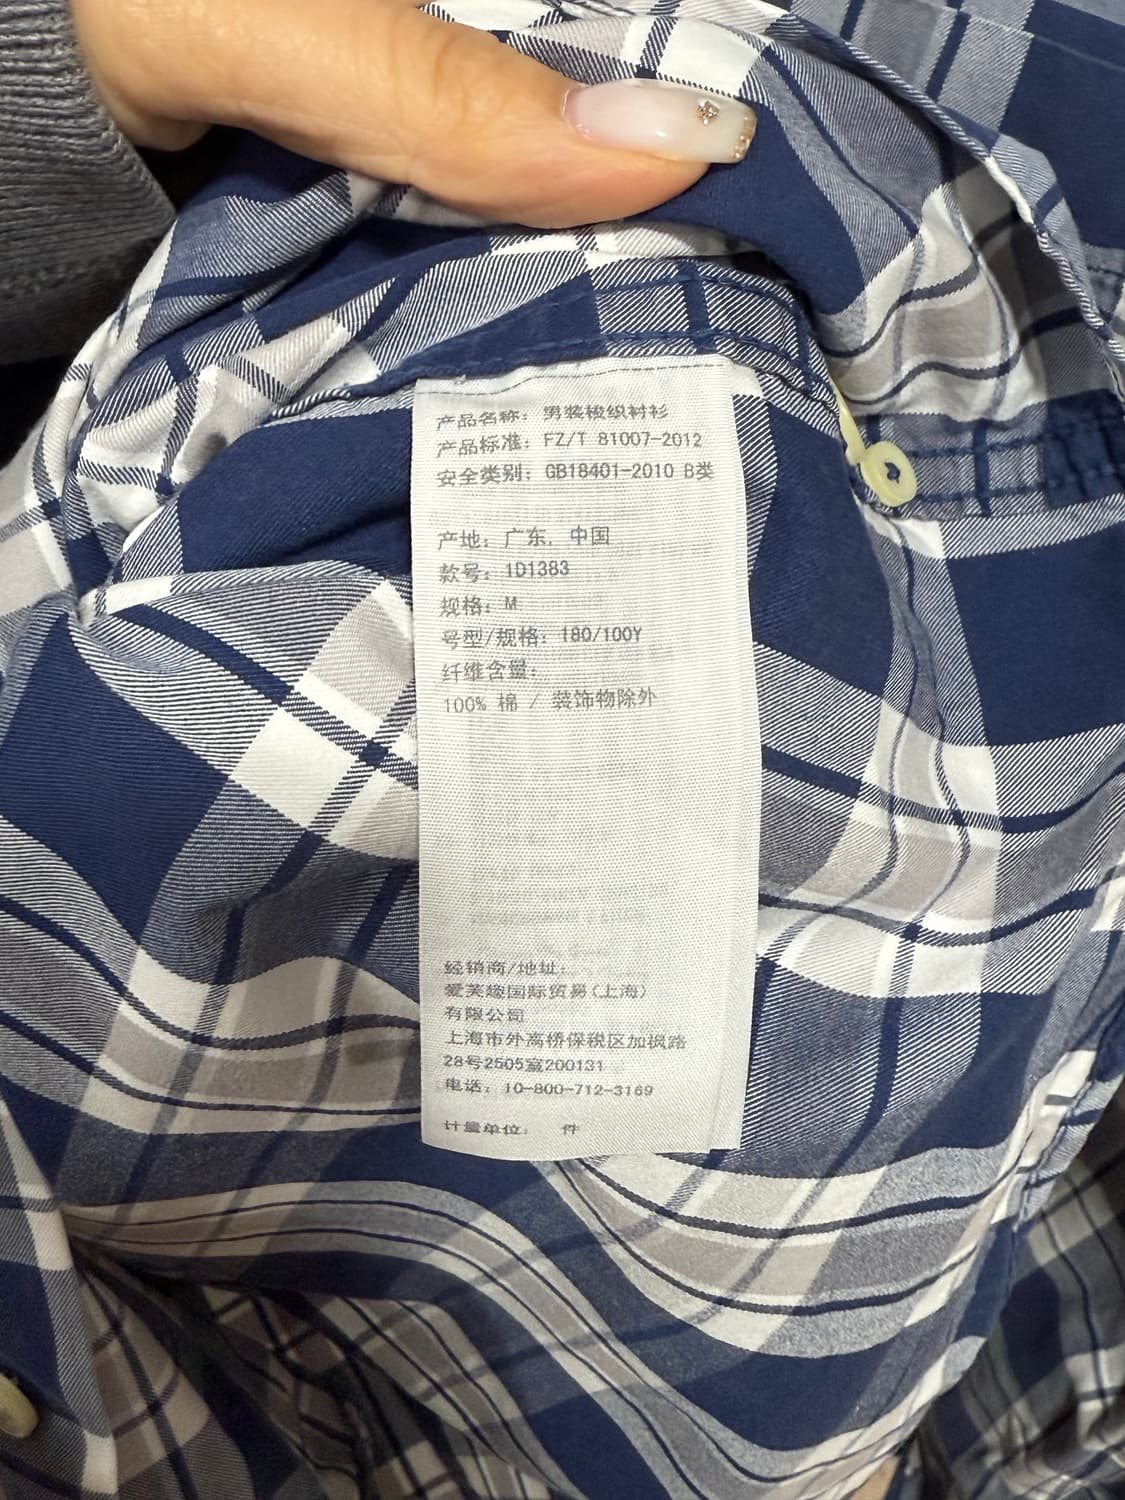 产品名称：男装梭织衬衫
产品标准：FZ/T 81007-2012
安全类别：GB18401-2010 B类
产地：广东，中国
款号：1D1383
规格：M
号型/规格：180/100Y
纤维含量：
100% 棉 / 装饰物除外
经销商/地址：
爱芙趣国际贸易(上海)
有限公司
上海市外高桥保税区加枫路
28号2505室200131
电话：10-800-712-3169
计量单位： 件